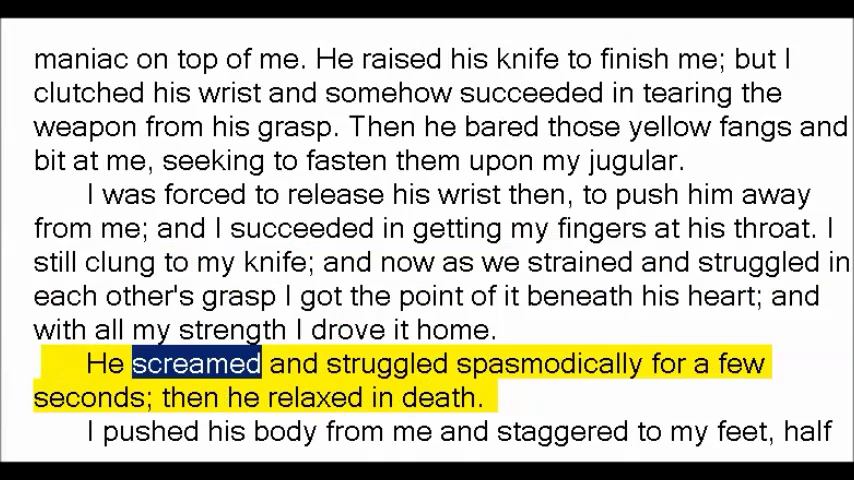 maniac on top of me. He raised his knife to finish me; but I
clutched his wrist and somehow succeeded in tearing the
weapon from his grasp. Then he bared those yellow fangs and
bit at me, seeking to fasten them upon my jugular.
I was forced to release his wrist then, to push him away
from me; and I succeeded in getting my fingers at his throat. I
still clung to my knife; and now as we strained and struggled in
each other's grasp I got the point of it beneath his heart; and
with all my strength I drove it home.
He screamed and struggled spasmodically for a few
seconds; then he relaxed in death.
I pushed his body from me and staggered to my feet, half